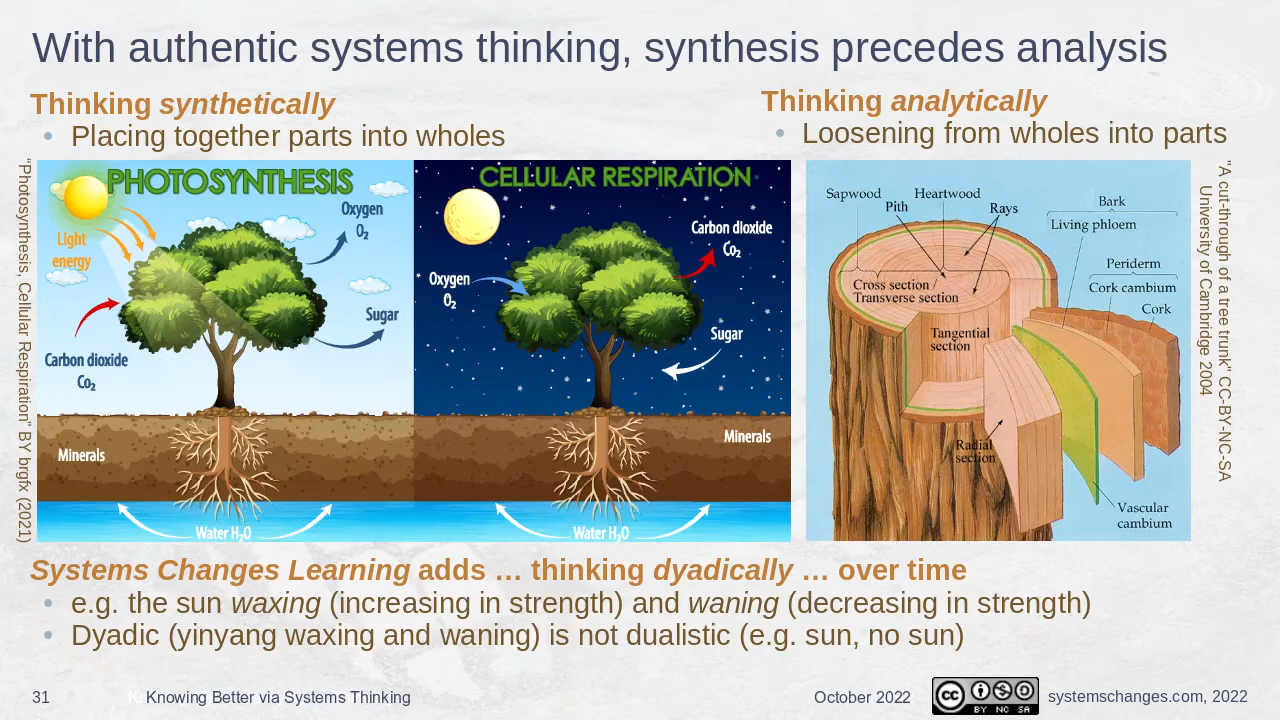 With authentic systems thinking, synthesis precedes analysis
Thinking synthetically
• Placing together parts into wholes
Thinking analytically
• Loosening from wholes into parts
"Photosynthesis, Cellular Respiration" BY brgfx (2021)
PHOTOSYNTHESIS
Light
energy
Oxygen
O₂
Sugar
Carbon dioxide
Co₂
Minerals
Water H₂O
CELLULAR RESPIRATION
Carbon dioxide
Co₂
Oxygen
O₂
Sugar
Minerals
Water H₂O
Sapwood
Heartwood
Pith
Rays
Bark
Living phloem
Periderm
Cork cambium
Cork
Cross section /
Transverse section
Tangential
section
Radial
section
Vascular
cambium
"A cut-through of a tree trunk" CC-BY-NC-SA
University of Cambridge 2004
Systems Changes Learning adds … thinking dyadically … over time
• e.g. the sun waxing (increasing in strength) and waning (decreasing in strength)
• Dyadic (yinyang waxing and waning) is not dualistic (e.g. sun, no sun)
31
Knowing Better via Systems Thinking
October 2022
cc
BY NC SA
systemschanges.com, 2022